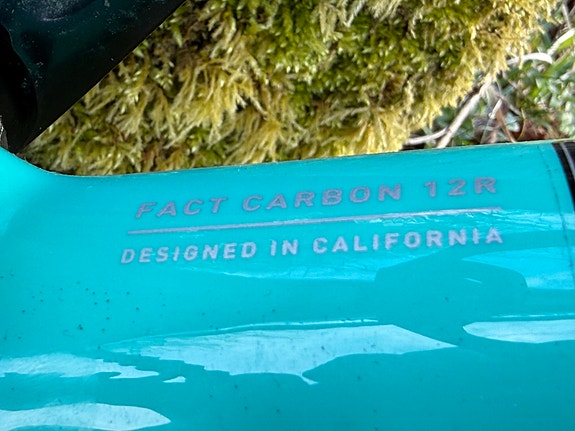 FACT CARBON 12R
DESIGNED IN CALIFORNIA